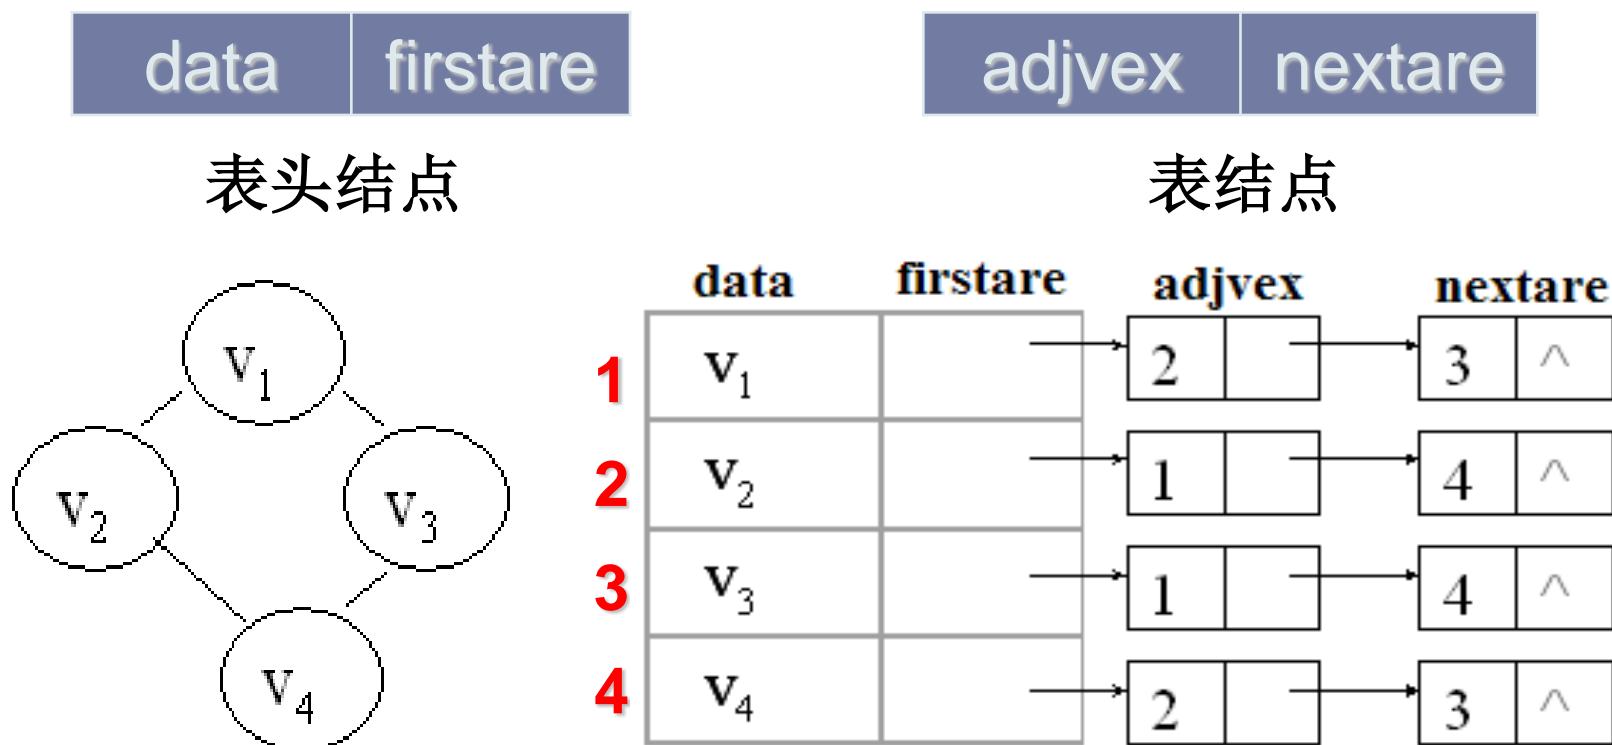 data firstare adjvex nextare
表头结点 表结点
data firstare adjvex nextare
V1
V2 V3
V4
1 V1 2 3 ^
2 V2 1 4 ^
3 V3 1 4 ^
4 V4 2 3 ^